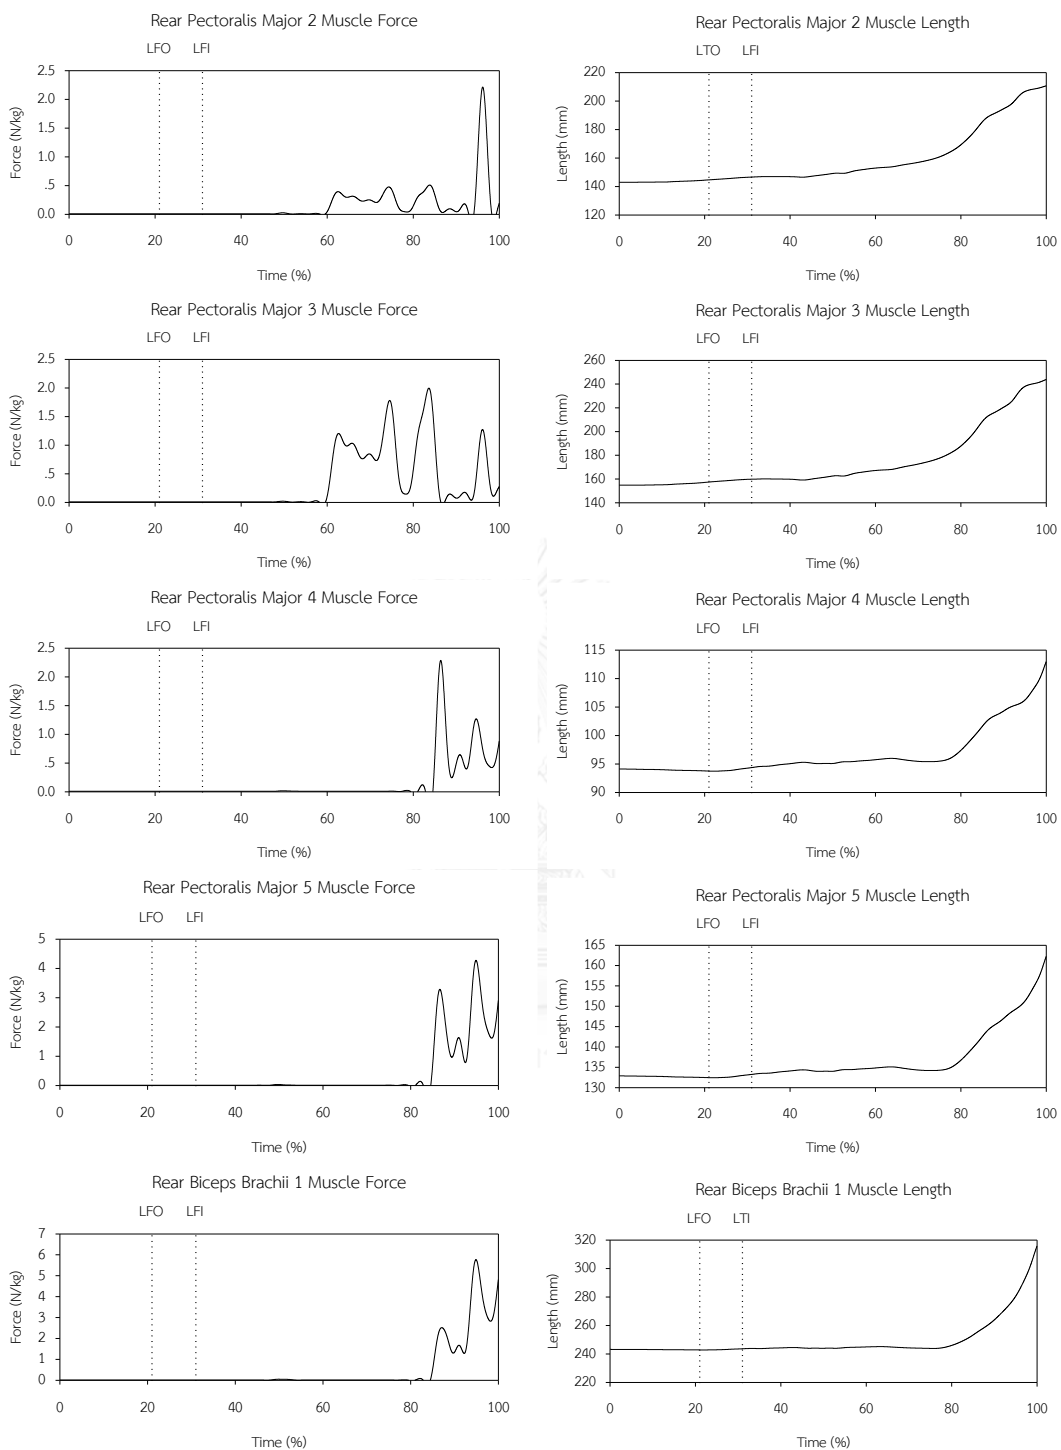 Rear Pectoralis Major 2 Muscle Force
LFO LFI
Force (N/kg)
2.5
2.0
1.5
1.0
.5
0.0
0 20 40 60 80 100
Time (%)
Rear Pectoralis Major 2 Muscle Length
LTO LFI
Length (mm)
220
200
180
160
140
120
0 20 40 60 80 100
Time (%)
Rear Pectoralis Major 3 Muscle Force
LFO LFI
Force (N/kg)
2.5
2.0
1.5
1.0
.5
0.0
0 20 40 60 80 100
Time (%)
Rear Pectoralis Major 3 Muscle Length
LFO LFI
Length (mm)
260
240
220
200
180
160
140
0 20 40 60 80 100
Time (%)
Rear Pectoralis Major 4 Muscle Force
LFO LFI
Force (N/kg)
2.5
2.0
1.5
1.0
.5
0.0
0 20 40 60 80 100
Time (%)
Rear Pectoralis Major 4 Muscle Length
LFO LFI
Length (mm)
115
110
105
100
95
90
0 20 40 60 80 100
Time (%)
Rear Pectoralis Major 5 Muscle Force
LFO LFI
Force (N/kg)
5
4
3
2
1
0
0 20 40 60 80 100
Time (%)
Rear Pectoralis Major 5 Muscle Length
LFO LFI
Length (mm)
165
160
155
150
145
140
135
130
0 20 40 60 80 100
Time (%)
Rear Biceps Brachii 1 Muscle Force
LFO LFI
Force (N/kg)
7
6
5
4
3
2
1
0
0 20 40 60 80 100
Time (%)
Rear Biceps Brachii 1 Muscle Length
LFO LTI
Length (mm)
320
300
280
260
240
220
0 20 40 60 80 100
Time (%)